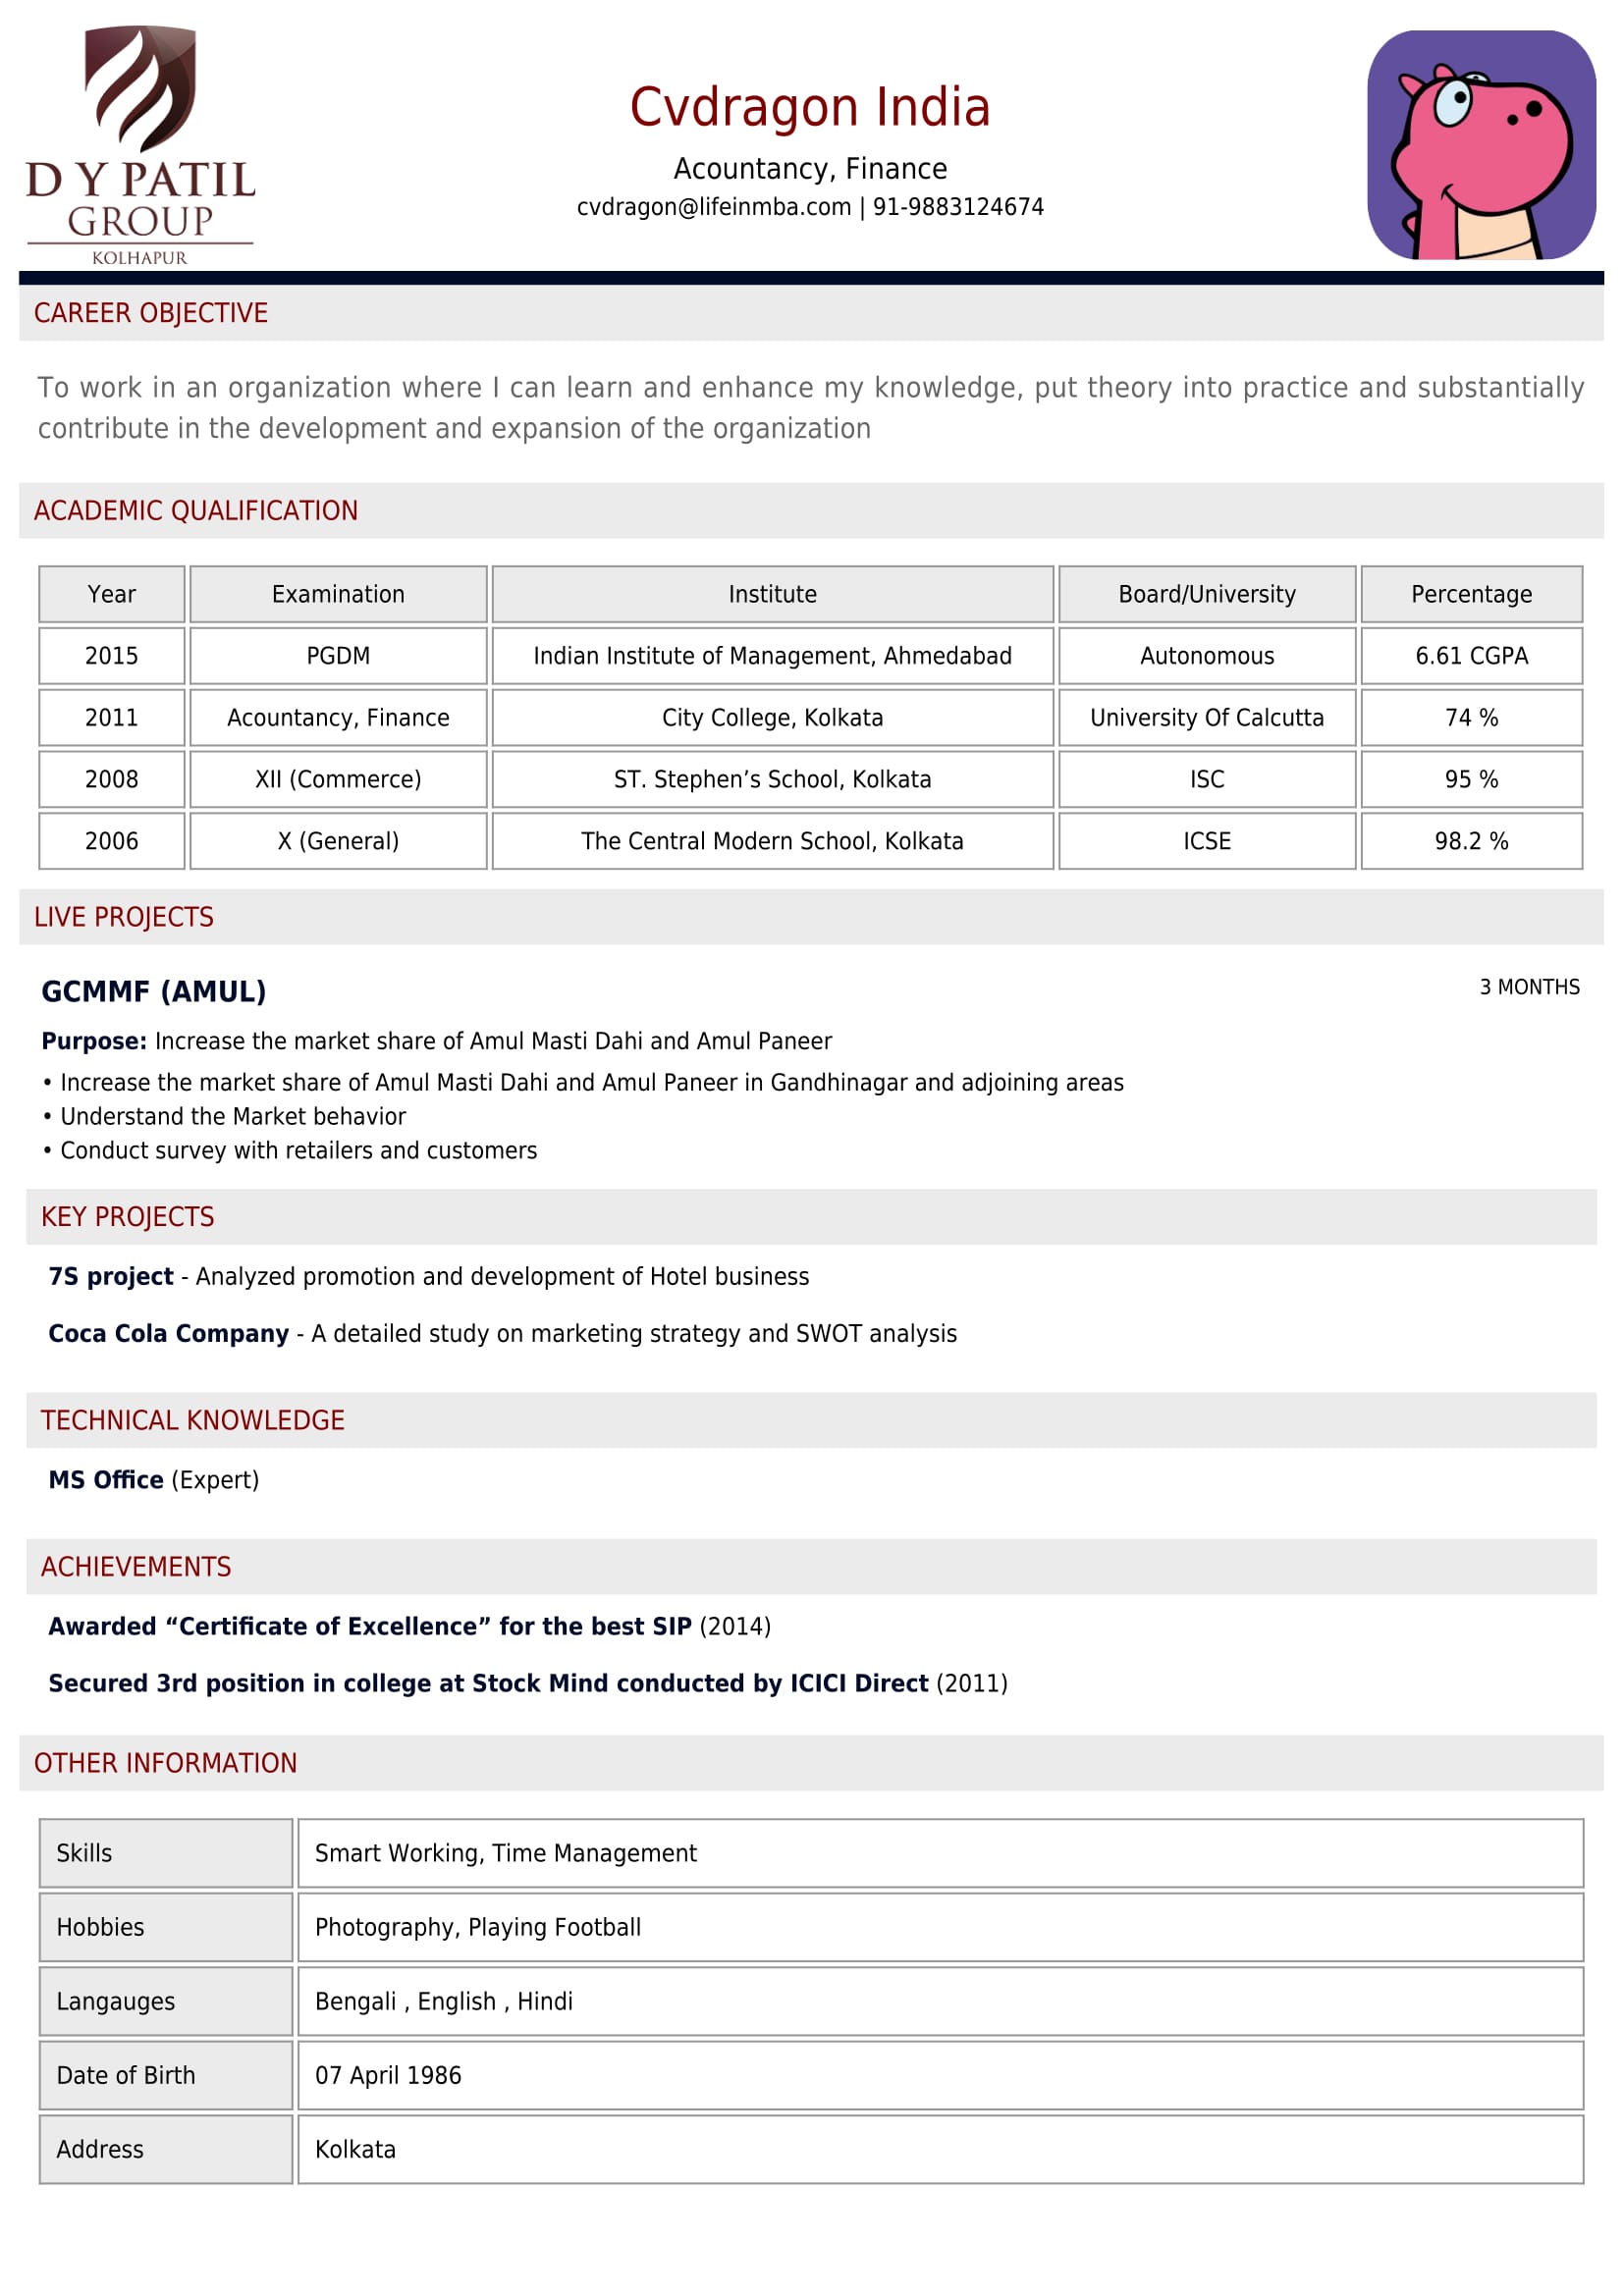 D Y PATIL
GROUP
KOLHAPUR
Cvdragon India
Acountancy, Finance
cvdragon@lifeinmba.com | 91-9883124674
CAREER OBJECTIVE
To work in an organization where I can learn and enhance my knowledge, put theory into practice and substantially
contribute in the development and expansion of the organization
ACADEMIC QUALIFICATION
Year Examination Institute Board/University Percentage
2015 PGDM Indian Institute of Management, Ahmedabad Autonomous 6.61 CGPA
2011 Acountancy, Finance City College, Kolkata University Of Calcutta 74 %
2008 XII (Commerce) ST. Stephen’s School, Kolkata ISC 95 %
2006 X (General) The Central Modern School, Kolkata ICSE 98.2 %
LIVE PROJECTS
GCMMF (AMUL) 3 MONTHS
Purpose: Increase the market share of Amul Masti Dahi and Amul Paneer
• Increase the market share of Amul Masti Dahi and Amul Paneer in Gandhinagar and adjoining areas
• Understand the Market behavior
• Conduct survey with retailers and customers
KEY PROJECTS
7S project - Analyzed promotion and development of Hotel business
Coca Cola Company - A detailed study on marketing strategy and SWOT analysis
TECHNICAL KNOWLEDGE
MS Office (Expert)
ACHIEVEMENTS
Awarded “Certificate of Excellence” for the best SIP (2014)
Secured 3rd position in college at Stock Mind conducted by ICICI Direct (2011)
OTHER INFORMATION
Skills Smart Working, Time Management
Hobbies Photography, Playing Football
Langauges Bengali , English , Hindi
Date of Birth 07 April 1986
Address Kolkata